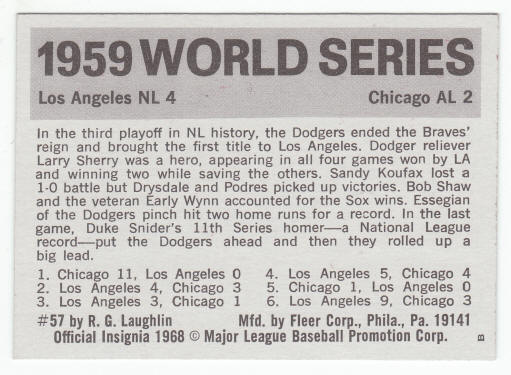 1959 WORLD SERIES
Los Angeles NL 4 Chicago AL 2
In the third playoff in NL history, the Dodgers ended the Braves'
reign and brought the first title to Los Angeles. Dodger reliever
Larry Sherry was a hero, appearing in all four games won by LA
and winning two while saving the others. Sandy Koufax lost a
1-0 battle but Drysdale and Podres picked up victories. Bob Shaw
and the veteran Early Wynn accounted for the Sox wins. Essegian
of the Dodgers pinch hit two home runs for a record. In the last
game, Duke Snider's 11th Series homer—a National League
record—put the Dodgers ahead and then they rolled up a
big lead.
1. Chicago 11, Los Angeles 0 4. Los Angeles 5, Chicago 4
2. Los Angeles 4, Chicago 3 5. Chicago 1, Los Angeles 0
3. Los Angeles 3, Chicago 1 6. Los Angeles 9, Chicago 3
#57 by R. G. Laughlin Mfd. by Fleer Corp., Phila., Pa. 19141
Official Insignia 1968 © Major League Baseball Promotion Corp. B